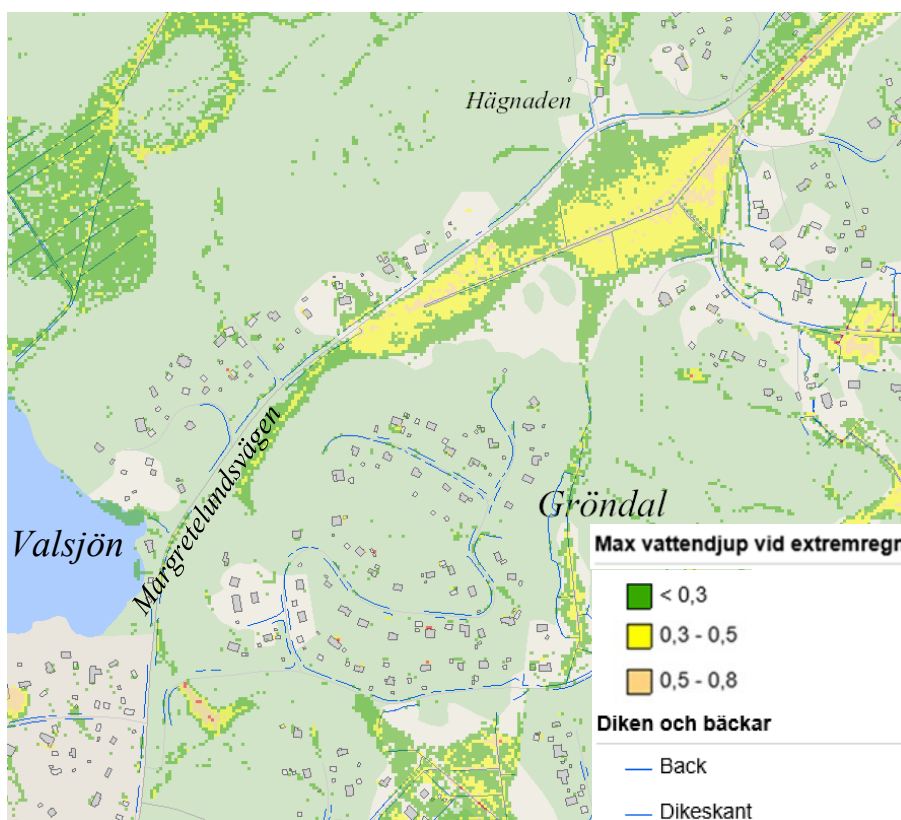 Hägnaden
Margretelundsvägen
Gröndal
Valsjön
Max vattendjup vid extremregn
< 0,3
0,3 - 0,5
0,5 - 0,8
Diken och bäckar
Back
Dikeskant